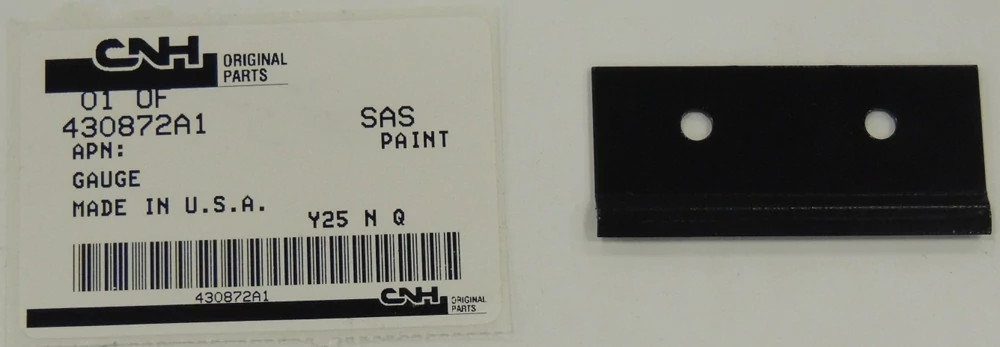 CNH ORIGINAL
PARTS
01 OF
430872A1 SAS
APN: PAINT
GAUGE
MADE IN U.S.A.
Y25 N Q
430872A1
CNH ORIGINAL
PARTS